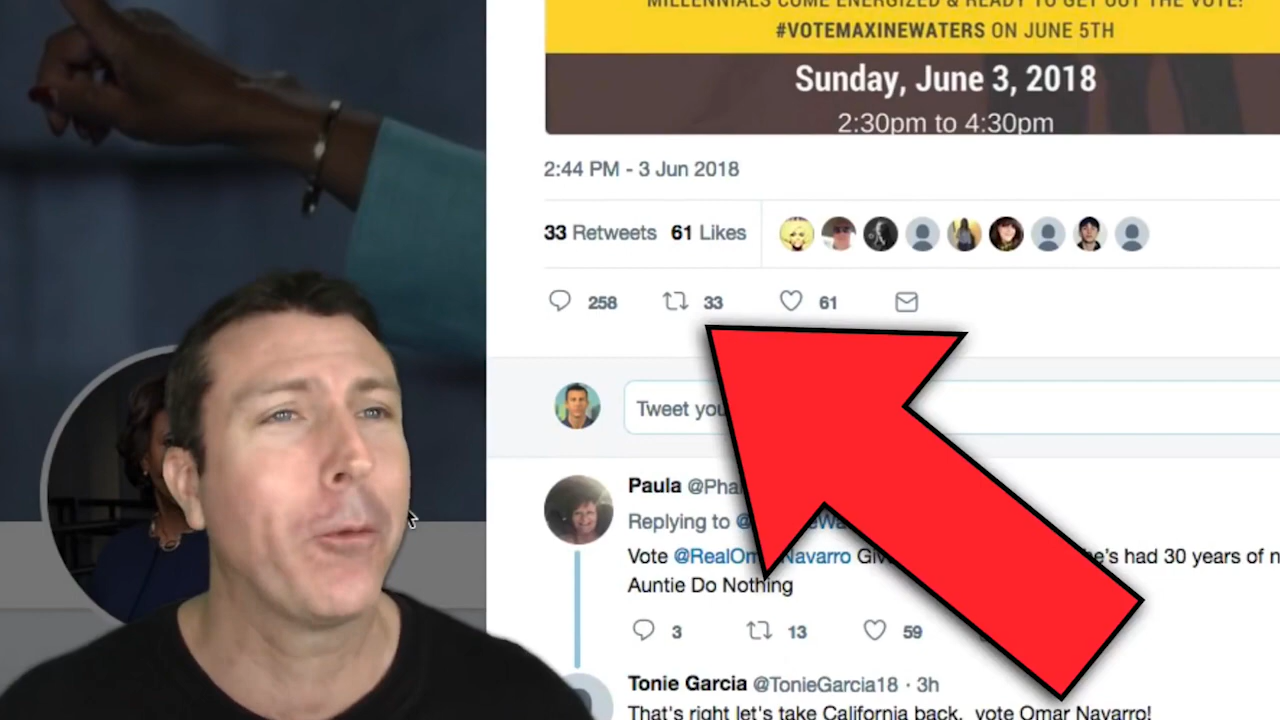 MILLENNIALS COME ENERGIZED & READY TO GET OUT THE VOTE!
#VOTEMAXINEWATERS ON JUNE 5TH
Sunday, June 3, 2018
2:30pm to 4:30pm
2:44 PM - 3 Jun 2018
33 Retweets 61 Likes
258 33 61
Tweet
Paula
Replying to
Vote Navarro had 30 years of
Auntie Do Nothing
3 13 59
Tonie Garcia @TonieGarcia18 · 3h
That's right let's take California back, vote Omar Navarro!